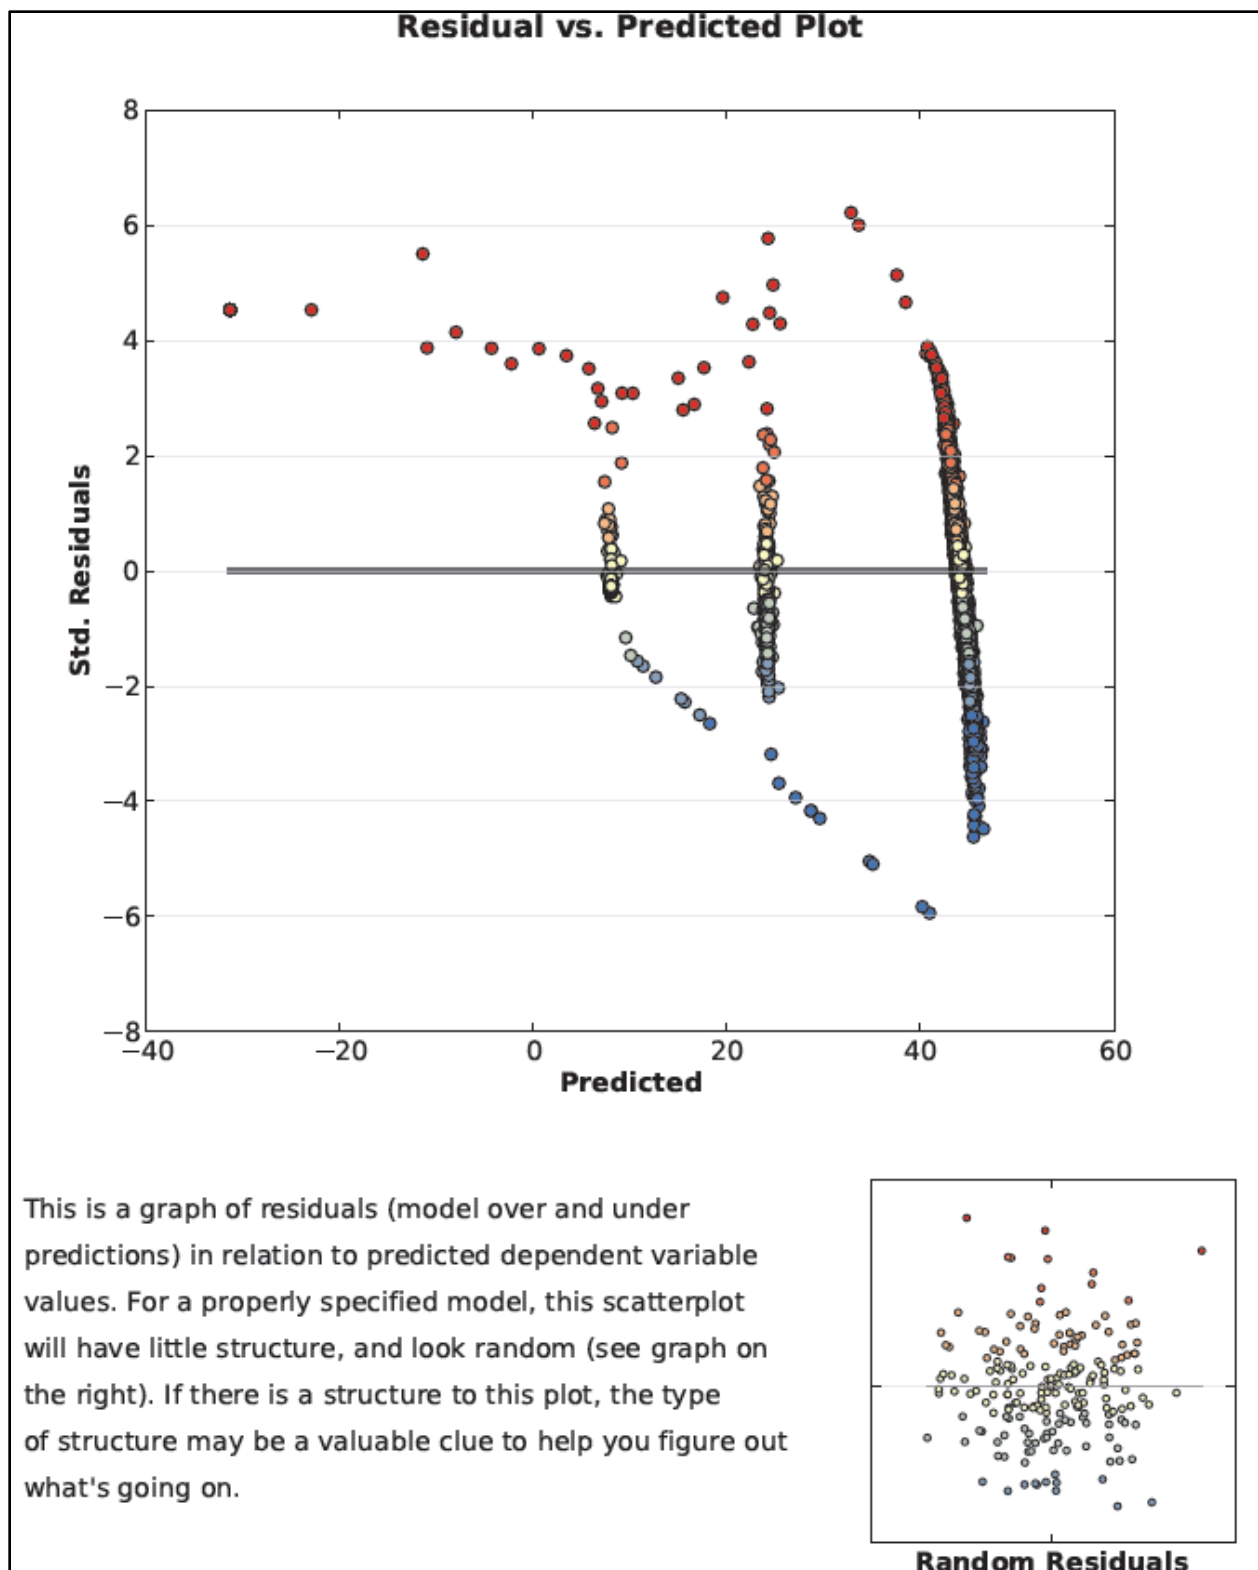 Residual vs. Predicted Plot
8
6
4
2
0
−2
−4
−6
−8
Std. Residuals
−40
−20
0
20
40
60
Predicted
This is a graph of residuals (model over and under
predictions) in relation to predicted dependent variable
values. For a properly specified model, this scatterplot
will have little structure, and look random (see graph on
the right). If there is a structure to this plot, the type
of structure may be a valuable clue to help you figure out
what's going on.
Random Residuals